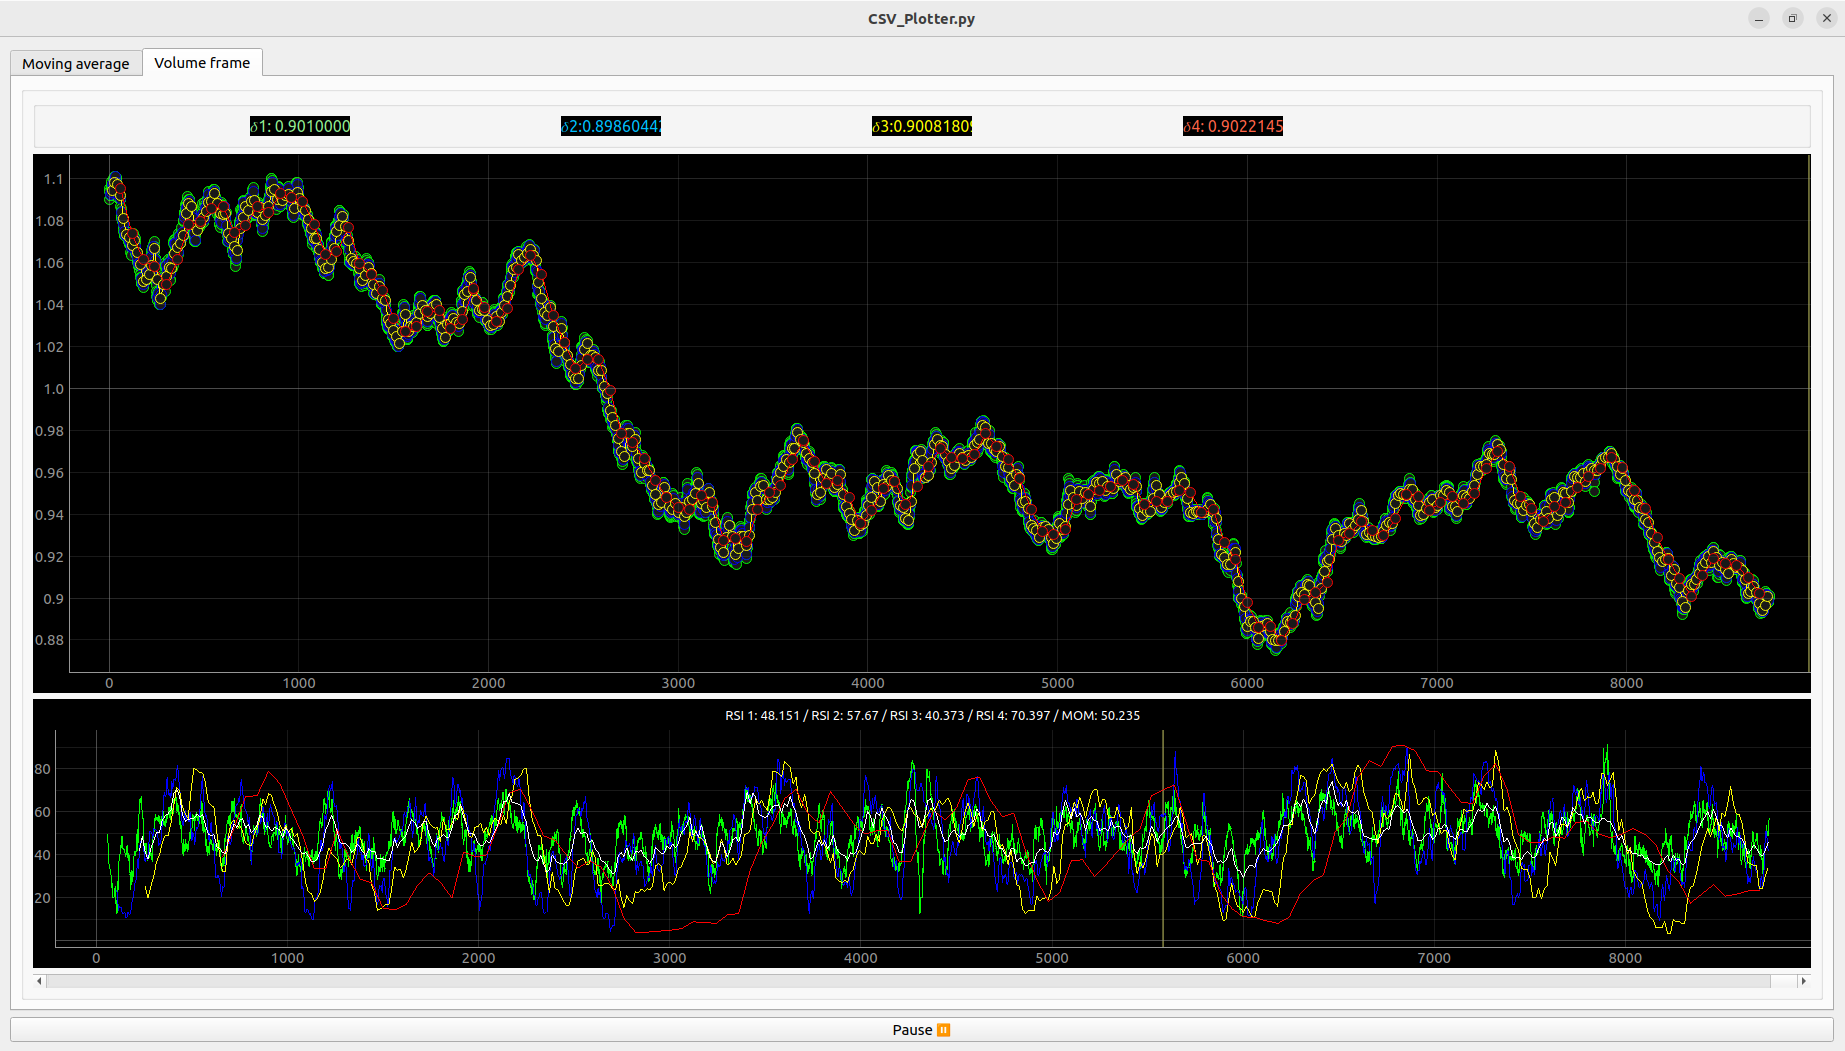 CSV_Plotter.py
Moving average
Volume frame
δ1: 0.9010000
δ2:0.8986044
δ3:0.9008180
δ4: 0.9022145
1.1
1.08
1.06
1.04
1.02
1.0
0.98
0.96
0.94
0.92
0.9
0.88
0 1000 2000 3000 4000 5000 6000 7000 8000
RSI 1: 48.151 / RSI 2: 57.67 / RSI 3: 40.373 / RSI 4: 70.397 / MOM: 50.235
80
60
40
20
0 1000 2000 3000 4000 5000 6000 7000 8000
Pause